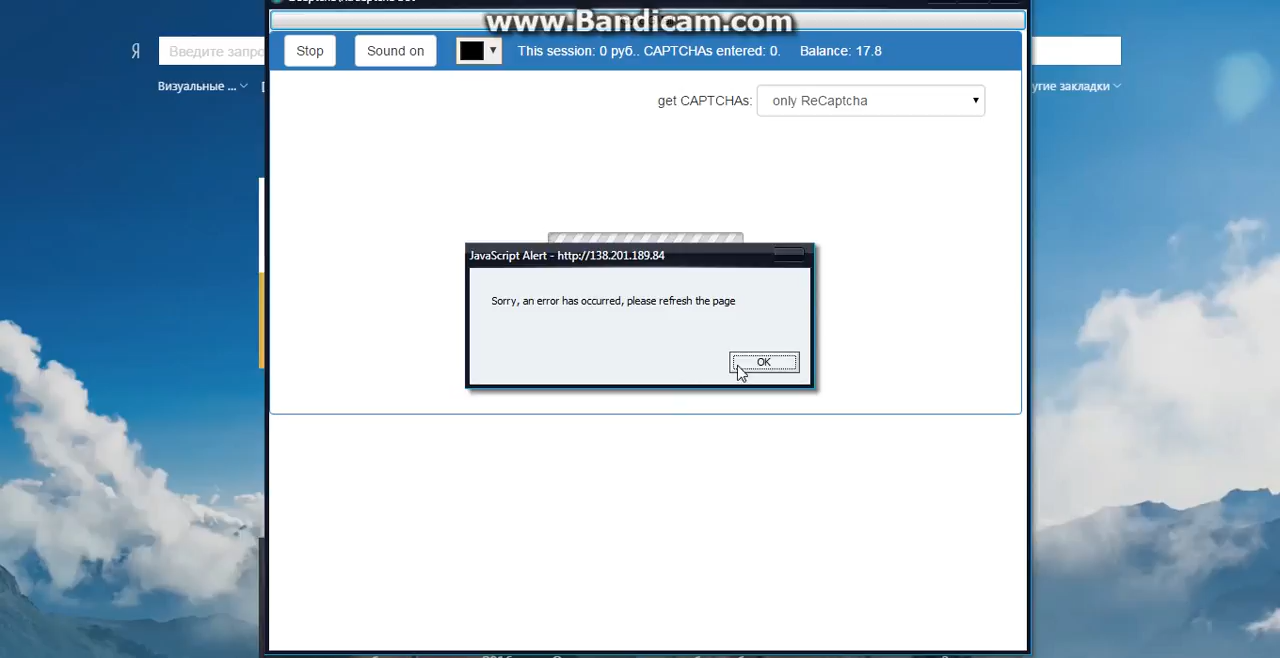 www.Bandicam.com
Stop
Sound on
This session: 0 руб.. CAPTCHAs entered: 0.
Balance: 17.8
Я
Введите запро
Визуальные ...
угие закладки
get CAPTCHAs:
only ReCaptcha
JavaScript Alert - http://138.201.189.84
Sorry, an error has occurred, please refresh the page
OK